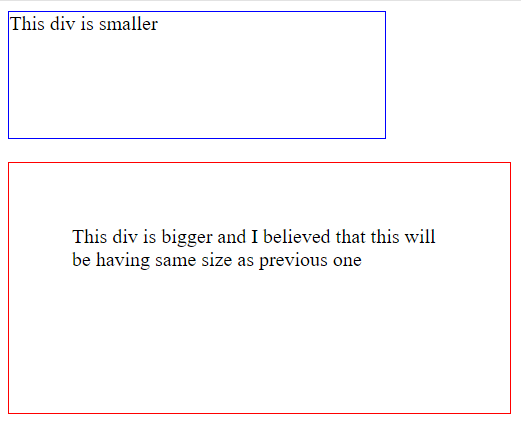 This div is smaller
This div is bigger and I believed that this will
be having same size as previous one